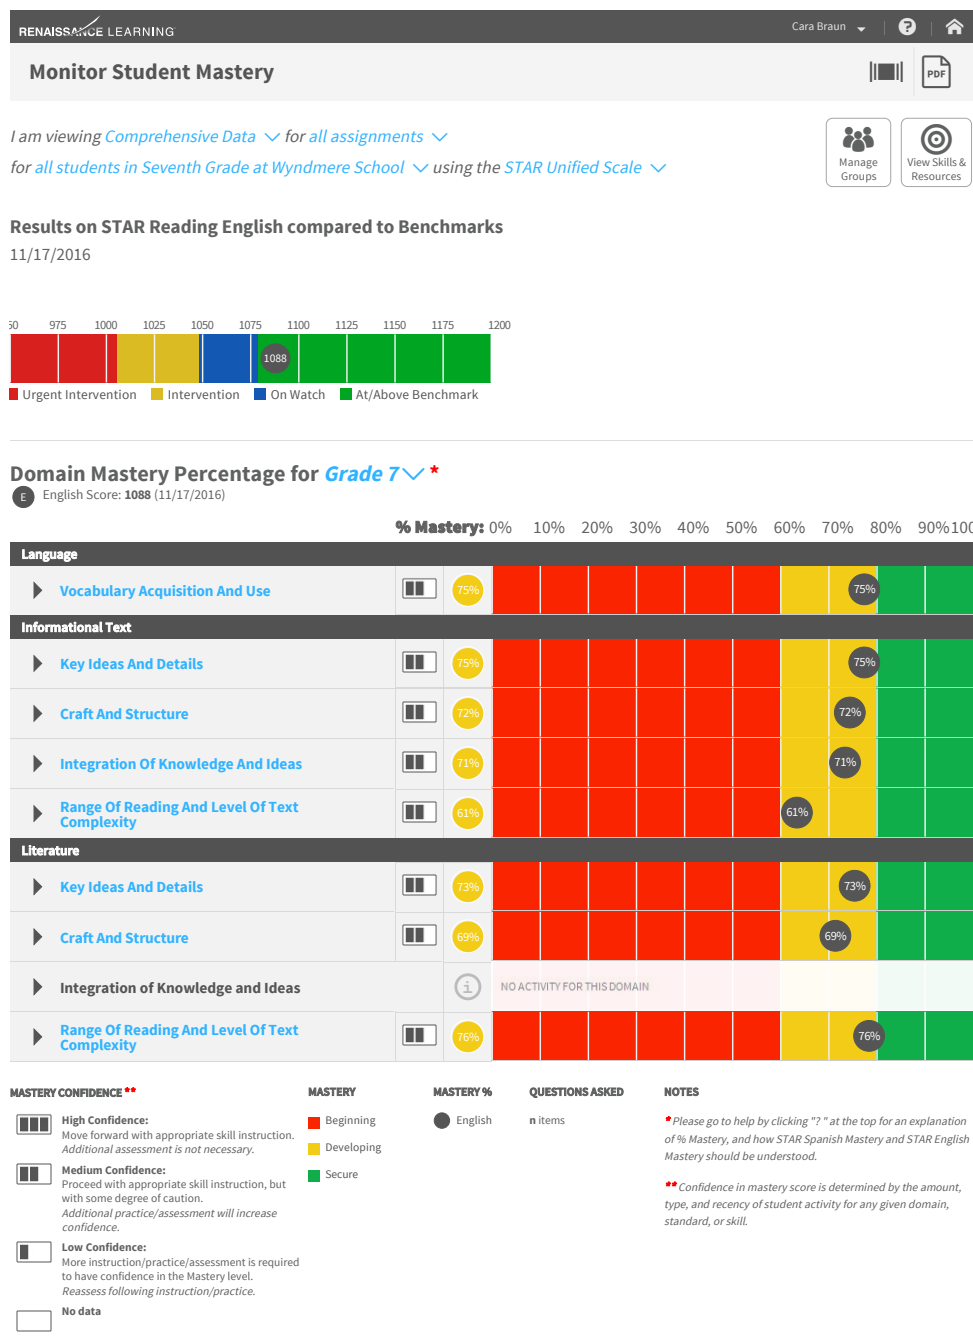 RENAISSANCE LEARNING
Cara Braun
?
Monitor Student Mastery
PDF
I am viewing Comprehensive Data for all assignments
for all students in Seventh Grade at Wyndmere School using the STAR Unified Scale
Manage Groups
View Skills & Resources
Results on STAR Reading English compared to Benchmarks
11/17/2016
50 975 1000 1025 1050 1075 1100 1125 1150 1175 1200
1088
Urgent Intervention Intervention On Watch At/Above Benchmark
Domain Mastery Percentage for Grade 7 *
E English Score: 1088 (11/17/2016)
% Mastery: 0% 10% 20% 30% 40% 50% 60% 70% 80% 90% 100
Language
Vocabulary Acquisition And Use 75% 75%
Informational Text
Key Ideas And Details 75% 75%
Craft And Structure 72% 72%
Integration Of Knowledge And Ideas 71% 71%
Range Of Reading And Level Of Text
Complexity 61% 61%
Literature
Key Ideas And Details 73% 73%
Craft And Structure 69% 69%
Integration of Knowledge and Ideas i NO ACTIVITY FOR THIS DOMAIN
Range Of Reading And Level Of Text
Complexity 76% 76%
MASTERY CONFIDENCE **
High Confidence:
Move forward with appropriate skill instruction.
Additional assessment is not necessary.
Medium Confidence:
Proceed with appropriate skill instruction, but
with some degree of caution.
Additional practice/assessment will increase
confidence.
Low Confidence:
More instruction/practice/assessment is required
to have confidence in the Mastery level.
Reassess following instruction/practice.
No data
MASTERY
Beginning
Developing
Secure
MASTERY %
English
QUESTIONS ASKED
n items
NOTES
* Please go to help by clicking "? " at the top for an explanation
of % Mastery, and how STAR Spanish Mastery and STAR English
Mastery should be understood.
** Confidence in mastery score is determined by the amount,
type, and recency of student activity for any given domain,
standard, or skill.